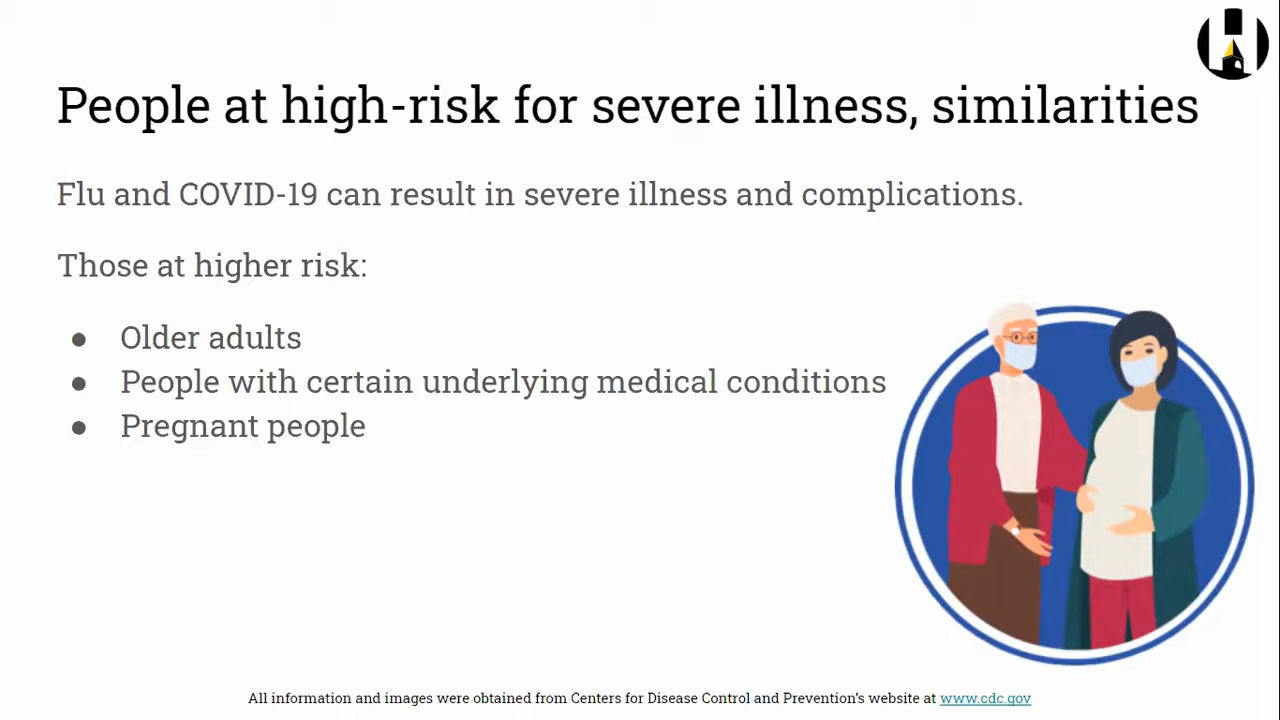 People at high-risk for severe illness, similarities
Flu and COVID-19 can result in severe illness and complications.
Those at higher risk:
● Older adults
● People with certain underlying medical conditions
● Pregnant people
All information and images were obtained from Centers for Disease Control and Prevention's website at www.cdc.gov